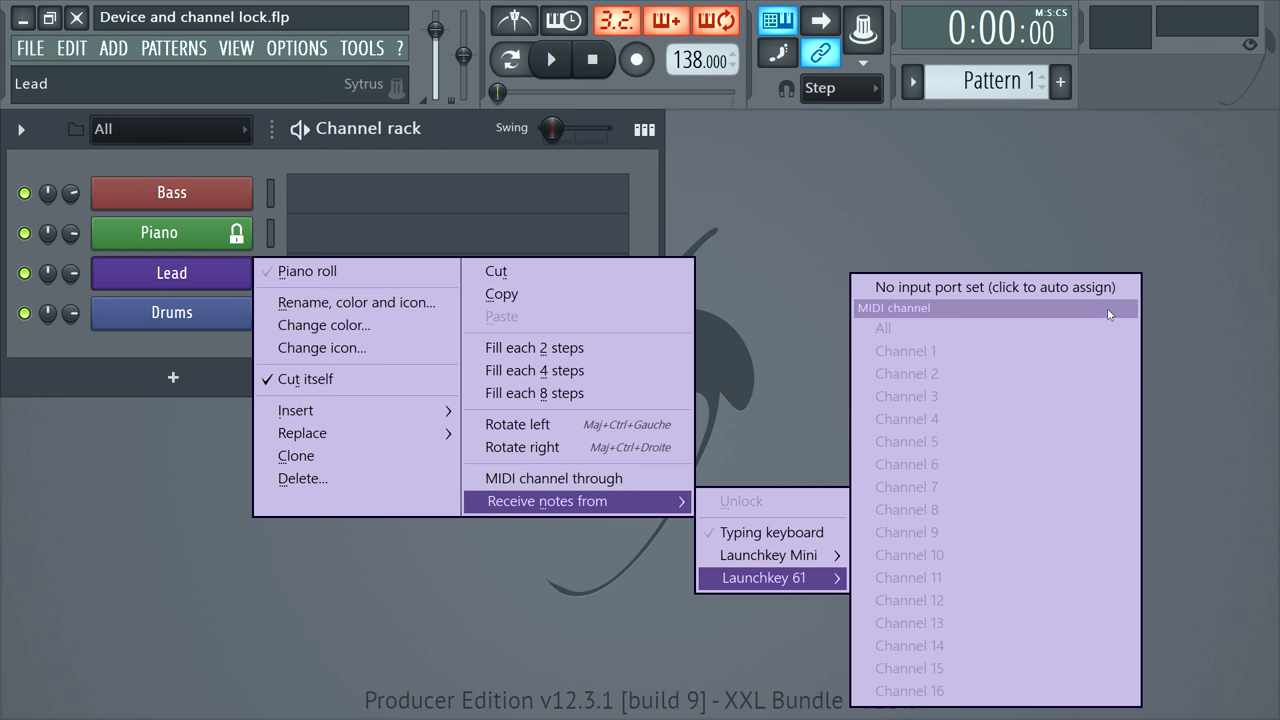 Device and channel lock.flp
FILE EDIT ADD PATTERNS VIEW OPTIONS TOOLS ?
Lead Sytrus
3.2.
138.000
Step
0:00:00
M:S:CS
Pattern 1
All
Channel rack
Swing
Bass
Piano
Lead
Drums
+
Piano roll
Rename, color and icon...
Change color...
Change icon...
Cut itself
Insert
Replace
Clone
Delete...
Cut
Copy
Paste
Fill each 2 steps
Fill each 4 steps
Fill each 8 steps
Rotate left Maj+Ctrl+Gauche
Rotate right Maj+Ctrl+Droite
MIDI channel through
Receive notes from
Unlock
Typing keyboard
Launchkey Mini
Launchkey 61
No input port set (click to auto assign)
MIDI channel
All
Channel 1
Channel 2
Channel 3
Channel 4
Channel 5
Channel 6
Channel 7
Channel 8
Channel 9
Channel 10
Channel 11
Channel 12
Channel 13
Channel 14
Channel 15
Channel 16
Producer Edition v12.3.1 [build 9] - XXL Bundle